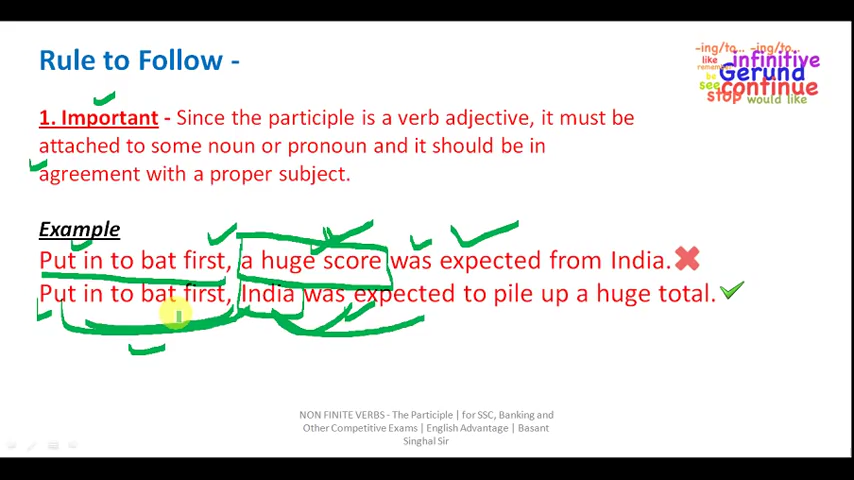 Rule to Follow -
-ing/to... -ing/to...
like infinitive
remember Gerund
be
see continue
stop would like
1. Important - Since the participle is a verb adjective, it must be
attached to some noun or pronoun and it should be in
agreement with a proper subject.
Example
Put in to bat first, a huge score was expected from India.
Put in to bat first, India was expected to pile up a huge total.
NON FINITE VERBS - The Participle | for SSC, Banking and
Other Competitive Exams | English Advantage | Basant
Singhal Sir